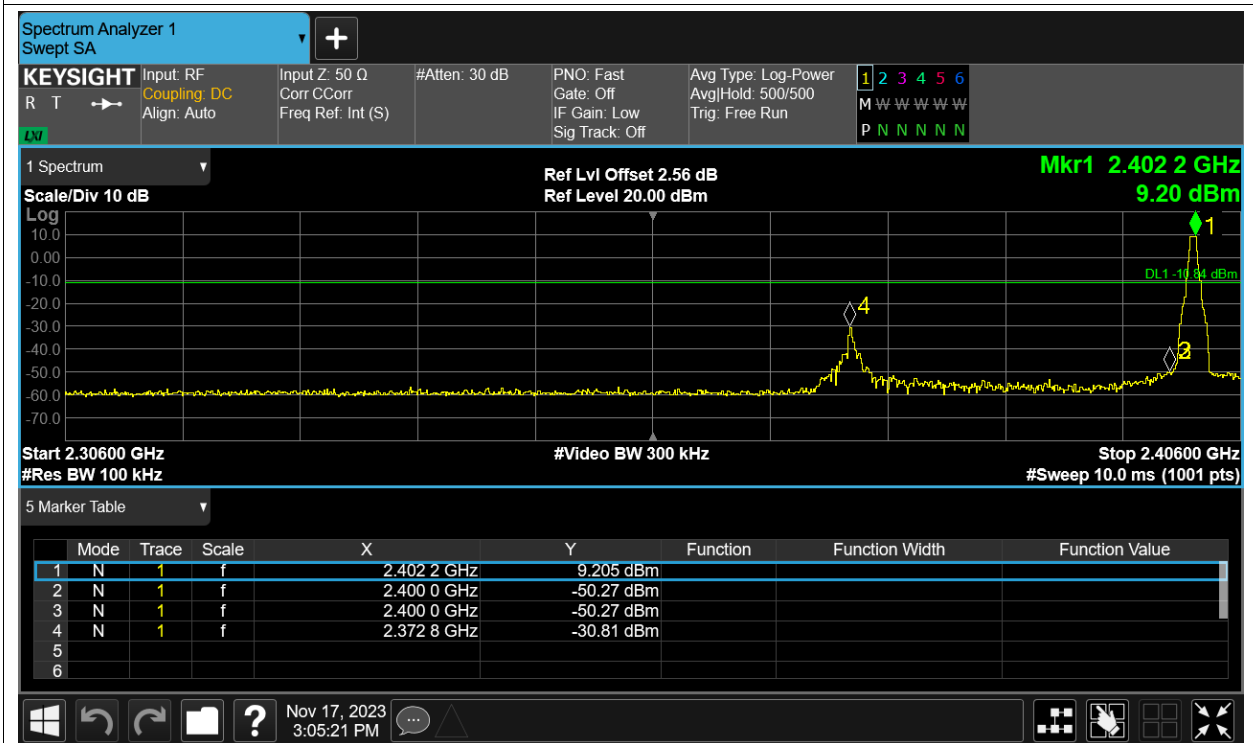 Spectrum Analyzer 1
Swept SA
+
KEYSIGHT Input: RF Input Z: 50 Ω #Atten: 30 dB PNO: Fast Avg Type: Log-Power 1 2 3 4 5 6
R T Coupling: DC Corr CCorr Gate: Off Avg|Hold: 500/500 M W W W W W
Align: Auto Freq Ref: Int (S) IF Gain: Low Trig: Free Run
LXI Sig Track: Off P N N N N N
1 Spectrum Ref Lvl Offset 2.56 dB Mkr1 2.402 2 GHz
Scale/Div 10 dB Ref Level 20.00 dBm 9.20 dBm
Log
1
10.0
0.00
DL1 -10.84 dBm
-10.0
-20.0
4
-30.0
-40.0
-50.0
-60.0
-70.0
Start 2.30600 GHz #Video BW 300 kHz Stop 2.40600 GHz
#Res BW 100 kHz #Sweep 10.0 ms (1001 pts)
5 Marker Table
Mode Trace Scale X Y Function Function Width Function Value
1 N 1 f 2.402 2 GHz 9.205 dBm
2 N 1 f 2.400 0 GHz -50.27 dBm
3 N 1 f 2.400 0 GHz -50.27 dBm
4 N 1 f 2.372 8 GHz -30.81 dBm
5
6
? Nov 17, 2023
3:05:21 PM